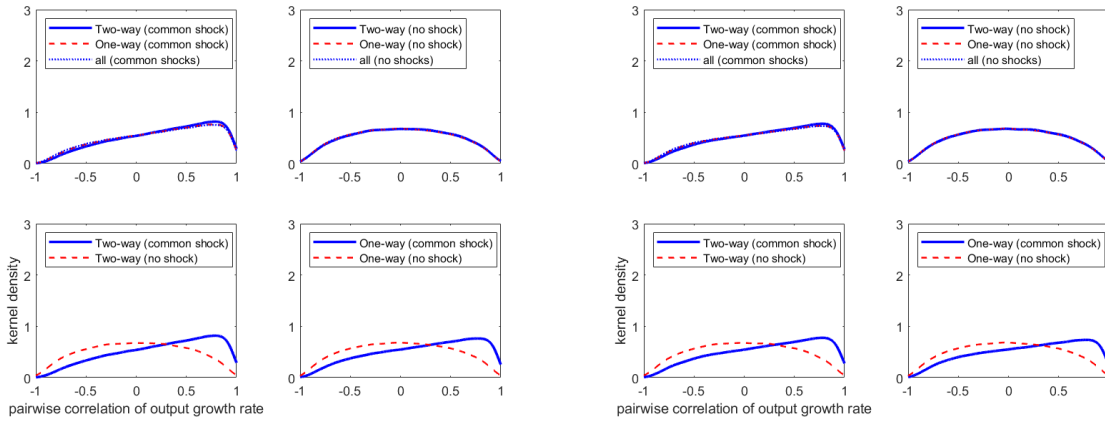 3
2
1
0
Two-way (common shock)
One-way (common shock)
all (common shocks)
-1 -0.5 0 0.5 1
3
2
1
0
Two-way (no shock)
One-way (no shock)
all (no shocks)
-1 -0.5 0 0.5 1
3
2
1
0
Two-way (common shock)
One-way (common shock)
all (common shocks)
-1 -0.5 0 0.5 1
3
2
1
0
Two-way (no shock)
One-way (no shock)
all (no shocks)
-1 -0.5 0 0.5
kernel density
3
2
1
0
Two-way (common shock)
Two-way (no shock)
-1 -0.5 0 0.5 1
pairwise correlation of output growth rate
3
2
1
0
One-way (common shock)
One-way (no shock)
-1 -0.5 0 0.5 1
kernel density
3
2
1
0
Two-way (common shock)
Two-way (no shock)
-1 -0.5 0 0.5 1
pairwise correlation of output growth rate
3
2
1
0
One-way (common shock)
One-way (no shock)
-1 -0.5 0 0.5